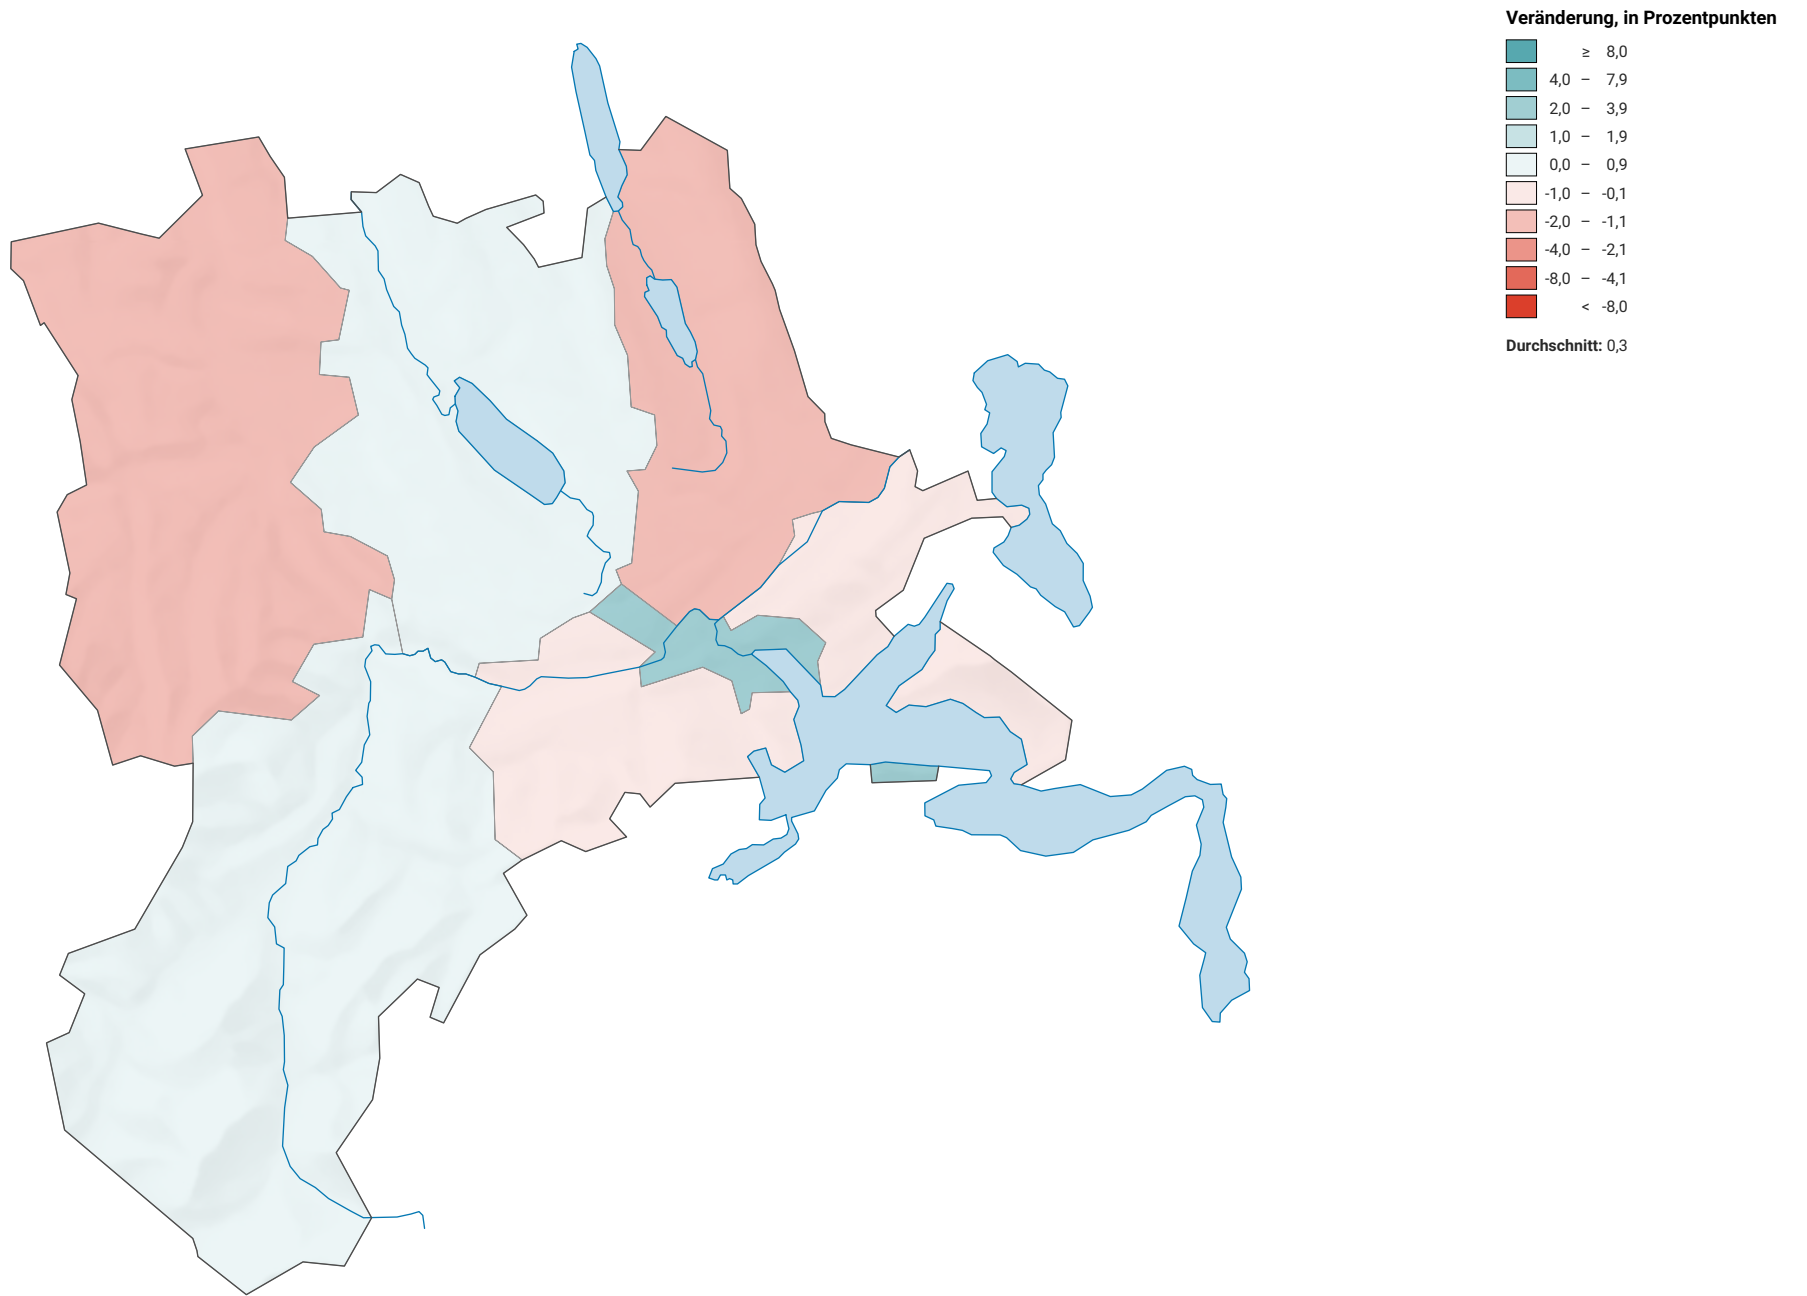 Veränderung, in Prozentpunkten
≥ 8,0
4,0 – 7,9
2,0 – 3,9
1,0 – 1,9
0,0 – 0,9
-1,0 – -0,1
-2,0 – -1,1
-4,0 – -2,1
-8,0 – -4,1
< -8,0
Durchschnitt: 0,3